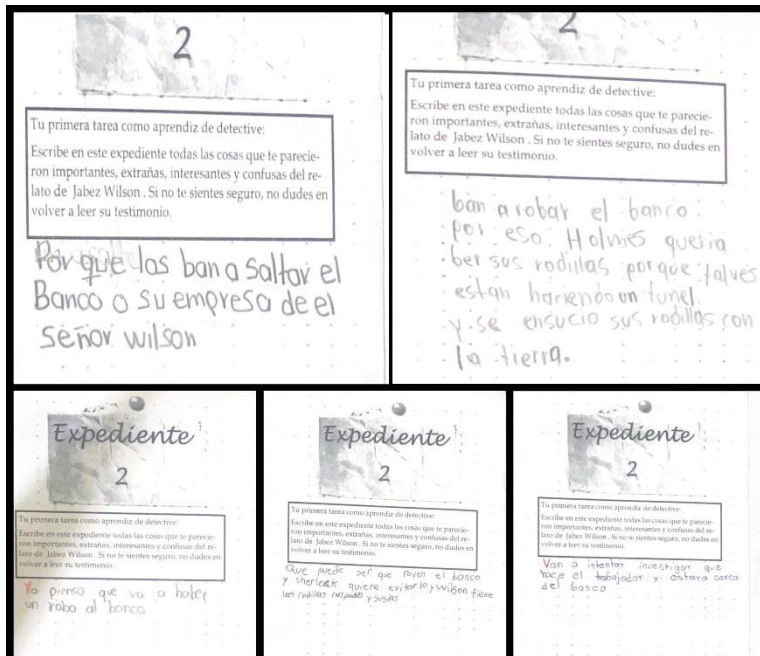 2
Tu primera tarea como aprendiz de detective:
Escribe en este expediente todas las cosas que te parecie-
ron importantes, extrañas, interesantes y confusas del re-
lato de Jabez Wilson . Si no te sientes seguro, no dudes en
volver a leer su testimonio.
Por que las ban a Saltar el
Banco o su empresa de el
señor wilson
2
Tu primera tarea como aprendiz de detective:
Escribe en este expediente todas las cosas que te parecie-
ron importantes, extrañas, interesantes y confusas del re-
lato de Jabez Wilson . Si no te sientes seguro, no dudes en
volver a leer su testimonio.
ban a robar el banco.
por eso. Holmes queria
ber sus rodillas porque talves
estan haciendo un tunel.
y se ensucio sus rodillas con
la tierra.
Expediente
2
Tu primera tarea como aprendiz de detective:
Escribe en este expediente todas las cosas que te parecie-
ron importantes, extrañas, interesantes y confusas del re-
lato de Jabez Wilson . Si no te sientes seguro, no dudes en
volver a leer su testimonio.
Yo pienso que va a haber
un robo al banco
Expediente
2
Tu primera tarea como aprendiz de detective:
Escribe en este expediente todas las cosas que te parecie-
ron importantes, extrañas, interesantes y confusas del re-
lato de Jabez Wilson . Si no te sientes seguro, no dudes en
volver a leer su testimonio.
Que puede ser que roven el banco
y sherlock quiere evitarlo, y Wilson tiene
las rodillas y susias
Expediente
2
Tu primera tarea como aprendiz de detective:
Escribe en este expediente todas las cosas que te parecie-
ron importantes, extrañas, interesantes y confusas del re-
lato de Jabez Wilson . Si no te sientes seguro, no dudes en
volver a leer su testimonio.
Van a intentar investigar que
hace el trabajador y estara cerca
del banco